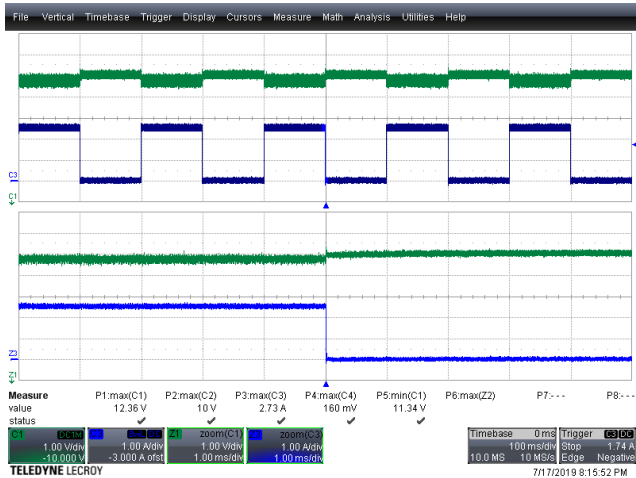 File Vertical Timebase Trigger Display Cursors Measure Math Analysis Utilities Help
C3
C1
Z3
Z1
Measure P1:max(C1) P2:max(C2) P3:max(C3) P4:max(C4) P5:min(C1) P6:max(Z2) P7:- - - P8:- - -
value 12.36 V 10 V 2.73 A 160 mV 11.34 V
status
C1 DC1M Z1 zoom(C1) zoom(C3) Timebase 0 ms Trigger C3 DC
1.00 V/div 1.00 A/div 1.00 V/div 1.00 A/div 100 ms/div Stop 1.74 A
-10.000 V -3.000 A ofst 1.00 ms/div 1.00 ms/div 10.0 MS 10 MS/s Edge Negative
TELEDYNE LECROY 7/17/2019 8:15:52 PM